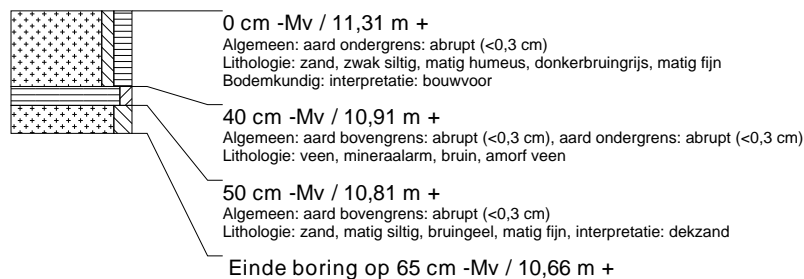 0 cm -Mv / 11,31 m +
Algemeen: aard ondergrens: abrupt (<0,3 cm)
Lithologie: zand, zwak siltig, matig humeus, donkerbruingrijs, matig fijn
Bodemkundig: interpretatie: bouwvoor
40 cm -Mv / 10,91 m +
Algemeen: aard bovengrens: abrupt (<0,3 cm), aard ondergrens: abrupt (<0,3 cm)
Lithologie: veen, mineraalarm, bruin, amorf veen
50 cm -Mv / 10,81 m +
Algemeen: aard bovengrens: abrupt (<0,3 cm)
Lithologie: zand, matig siltig, bruingeel, matig fijn, interpretatie: dekzand
Einde boring op 65 cm -Mv / 10,66 m +